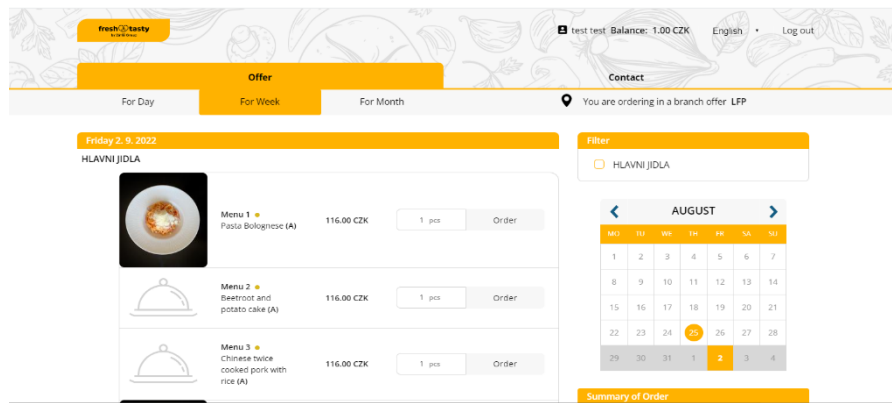 fresh tasty
test test Balance: 1.00 CZK English Log out
Offer Contact
For Day For Week For Month You are ordering in a branch offer LFP
Friday 2. 9. 2022
HLAVNI JIDLA
Menu 1
Pasta Bolognese (A)
116.00 CZK 1 pcs Order
Menu 2
Beetroot and
potato cake (A)
116.00 CZK 1 pcs Order
Menu 3
Chinese twice
cooked pork with
rice (A)
116.00 CZK 1 pcs Order
Filter
HLAVNI JIDLA
AUGUST
MO TU WE TH FR SA SU
1 2 3 4 5 6 7
8 9 10 11 12 13 14
15 16 17 18 19 20 21
22 23 24 25 26 27 28
29 30 31 1 2 3 4
Summary of Order